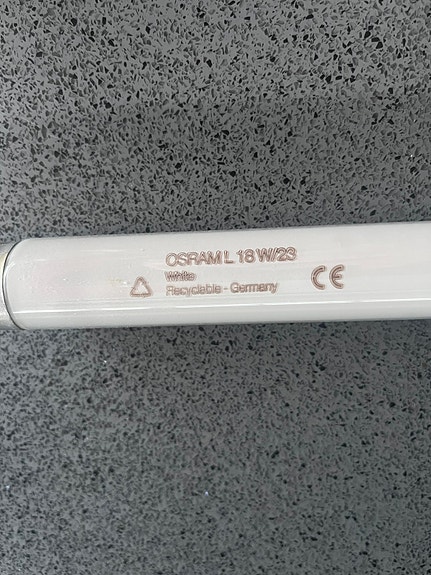 OSRAM L 18 W/23
White
Recyclable - Germany
CE